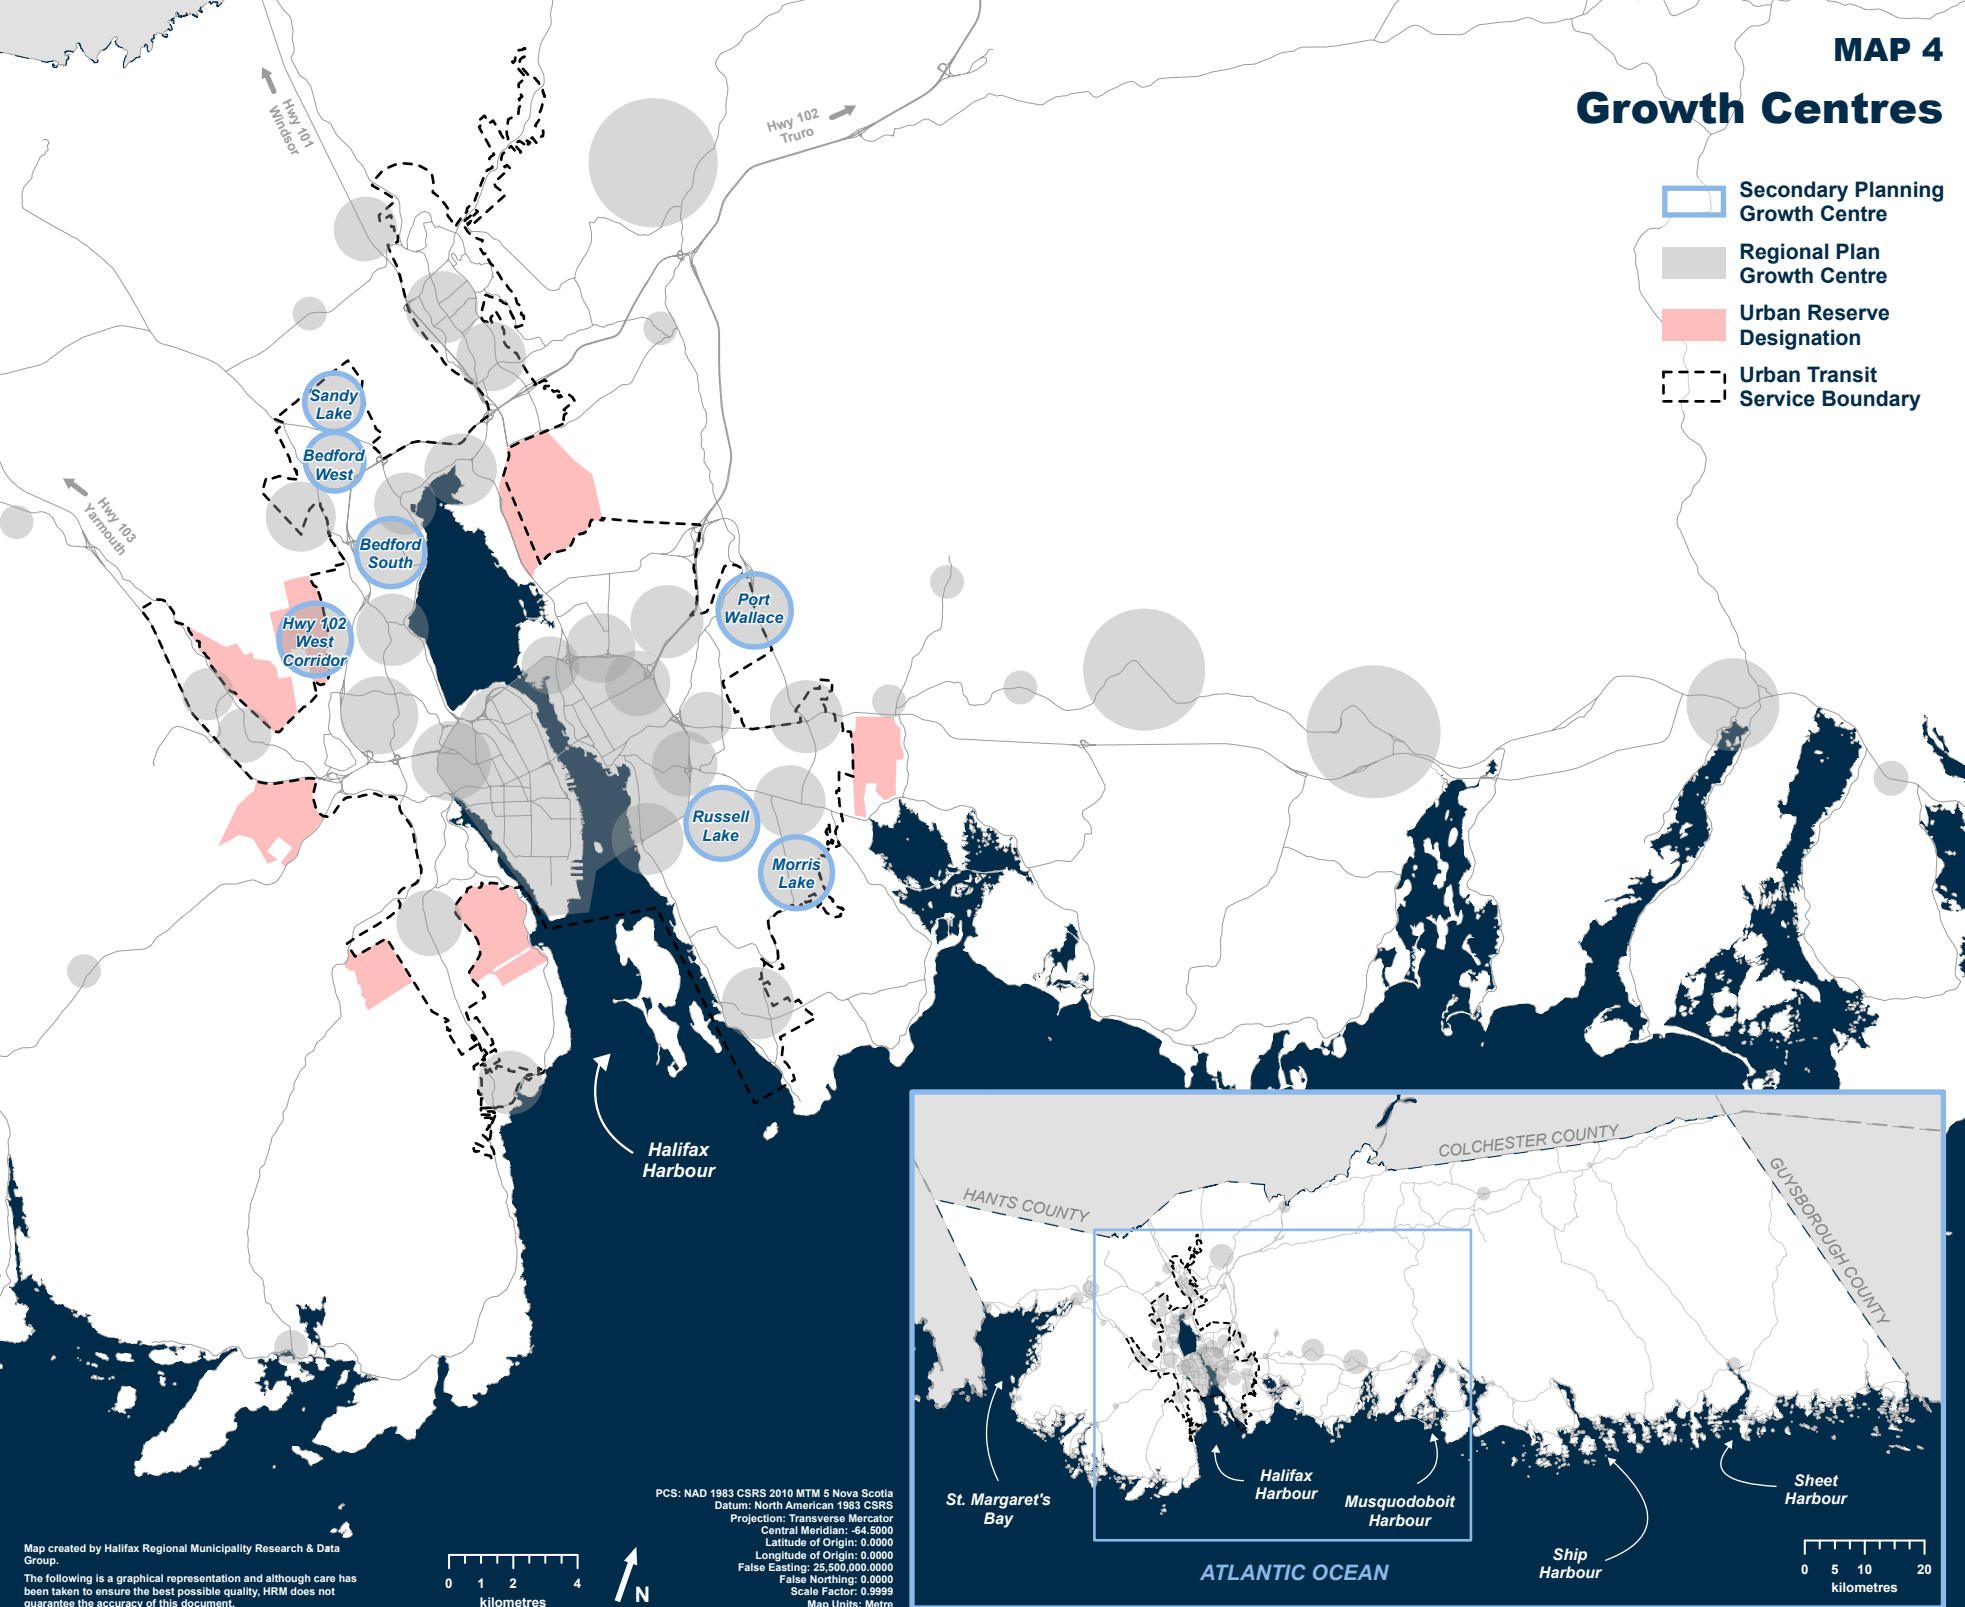 MAP 4
Growth Centres
Secondary Planning
Growth Centre
Regional Plan
Growth Centre
Urban Reserve
Designation
Urban Transit
Service Boundary
Hwy 101
Windsor
Hwy 102
Truro
Hwy 103
Yarmouth
Sandy
Lake
Bedford
West
Bedford
South
Hwy 102
West
Corridor
Port
Wallace
Russell
Lake
Morris
Lake
Halifax
Harbour
HANTS COUNTY
COLCHESTER COUNTY
GUYSBOROUGH COUNTY
St. Margaret's
Bay
Halifax
Harbour
Musquodoboit
Harbour
Ship
Harbour
Sheet
Harbour
ATLANTIC OCEAN
0 5 10 20
kilometres
PCS: NAD 1983 CSRS 2010 MTM 5 Nova Scotia
Datum: North American 1983 CSRS
Projection: Transverse Mercator
Central Meridian: -64.5000
Latitude of Origin: 0.0000
Longitude of Origin: 0.0000
False Easting: 25,500,000.0000
False Northing: 0.0000
Scale Factor: 0.9999
Map Units: Metre
Map created by Halifax Regional Municipality Research & Data
Group.
The following is a graphical representation and although care has
been taken to ensure the best possible quality, HRM does not
guarantee the accuracy of this document.
0 1 2 4
kilometres
N